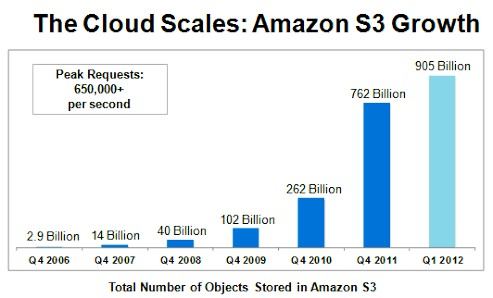 The Cloud Scales: Amazon S3 Growth
Peak Requests:
650,000+
per second
2.9 Billion
14 Billion
40 Billion
102 Billion
262 Billion
762 Billion
905 Billion
Q4 2006
Q4 2007
Q4 2008
Q4 2009
Q4 2010
Q4 2011
Q1 2012
Total Number of Objects Stored in Amazon S3